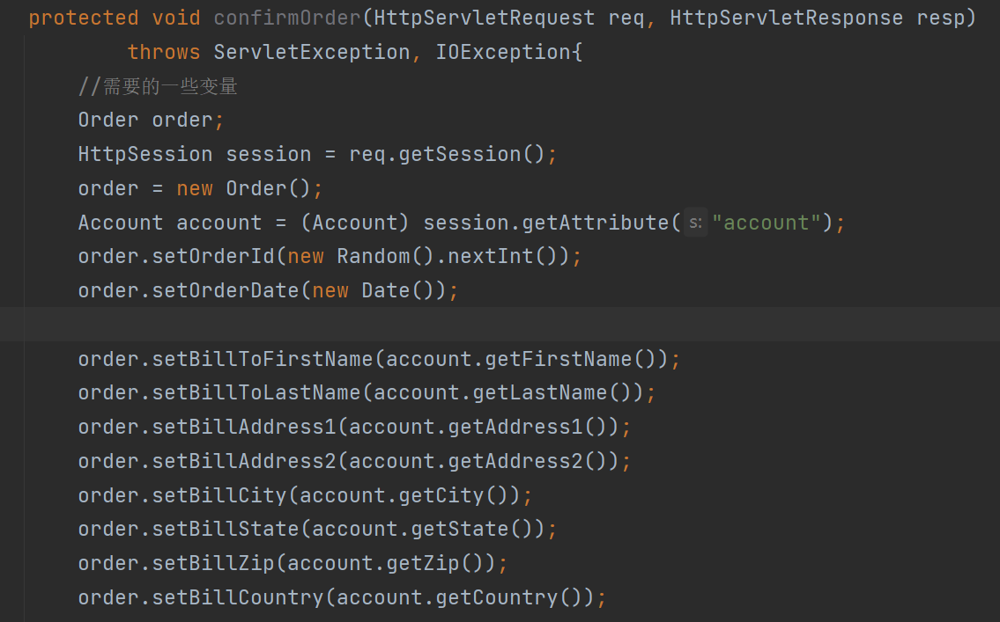 protected void confirmOrder(HttpServletRequest req, HttpServletResponse resp)
throws ServletException, IOException{
//需要的一些变量
Order order;
HttpSession session = req.getSession();
order = new Order();
Account account = (Account) session.getAttribute( s: "account");
order.setOrderId(new Random().nextInt());
order.setOrderDate(new Date());
order.setBillToFirstName(account.getFirstName());
order.setBillToLastName(account.getLastName());
order.setBillAddress1(account.getAddress1());
order.setBillAddress2(account.getAddress2());
order.setBillCity(account.getCity());
order.setBillState(account.getState());
order.setBillZip(account.getZip());
order.setBillCountry(account.getCountry());